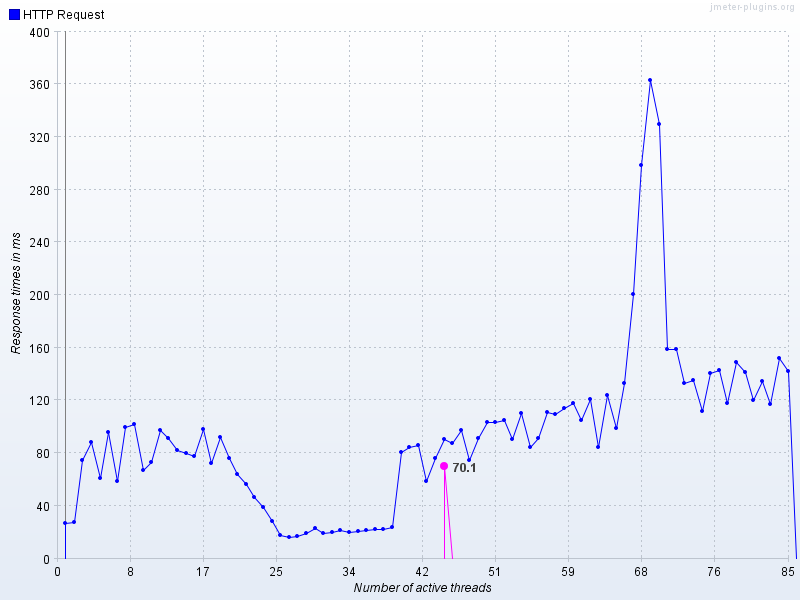 jmeter-plugins.org
HTTP Request
400
360
320
280
240
200
160
120
80
40
0
Response times in ms
70.1
0 8 17 25 34 42 51 59 68 76 85
Number of active threads